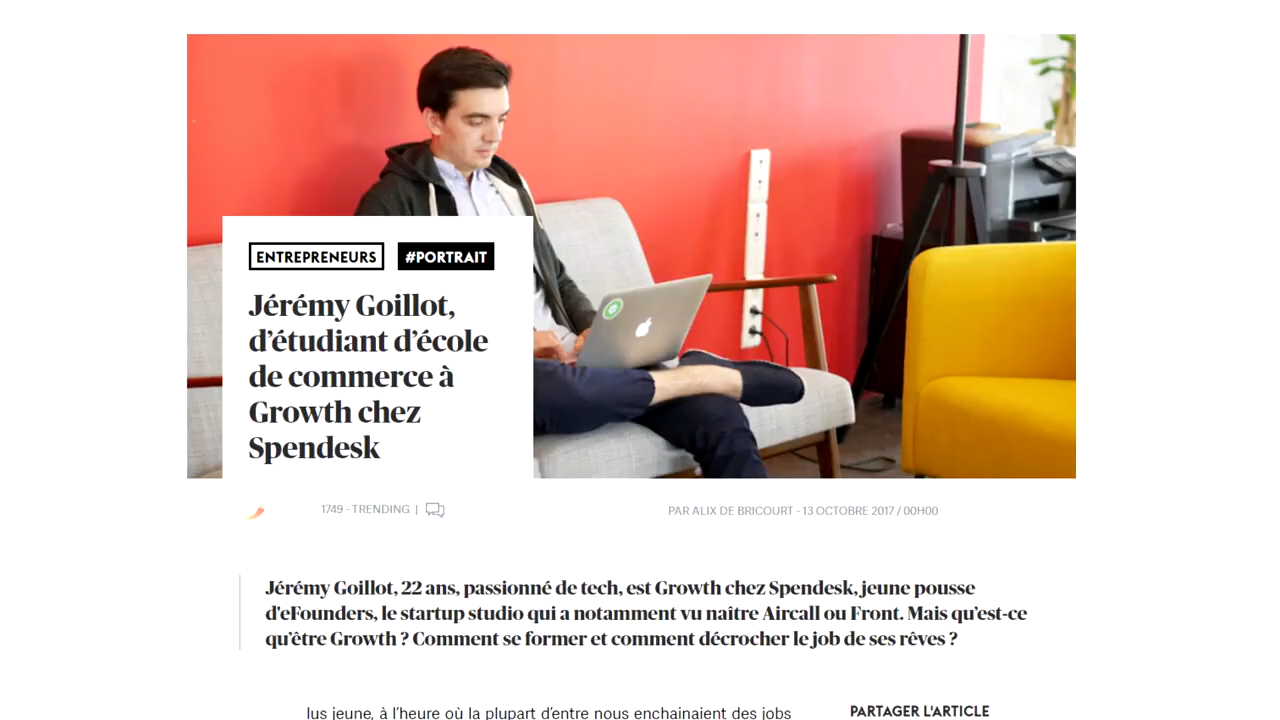 ENTREPRENEURS #PORTRAIT
Jérémy Goillot,
d’étudiant d’école
de commerce à
Growth chez
Spendesk
1749 - TRENDING |
PAR ALIX DE BRICOURT - 13 OCTOBRE 2017 / 00H00
Jérémy Goillot, 22 ans, passionné de tech, est Growth chez Spendesk, jeune pousse
d'eFounders, le startup studio qui a notamment vu naître Aircall ou Front. Mais qu’est-ce
qu’être Growth ? Comment se former et comment décrocher le job de ses rêves ?
lus jeune, à l’heure où la plupart d’entre nous enchainaient des jobs
PARTAGER L'ARTICLE